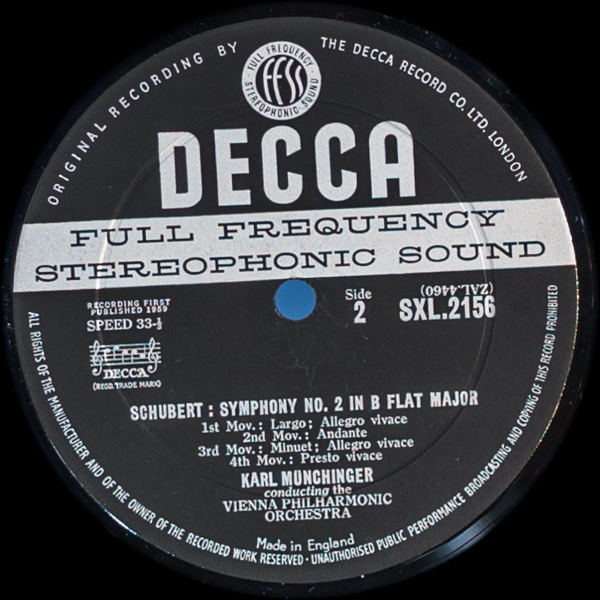 ORIGINAL RECORDING BY
THE DECCA RECORD CO. LTD. LONDON
FULL FREQUENCY
ffss
STEREOPHONIC SOUND
DECCA
FULL FREQUENCY
STEREOPHONIC SOUND
RECORDING FIRST
PUBLISHED 1959
SPEED 33-⅓
DECCA
(REGD. TRADE MARK)
Side
2
(ZAL.4460)
SXL.2156
SCHUBERT : SYMPHONY NO. 2 IN B FLAT MAJOR
1st Mov.: Largo; Allegro vivace
2nd Mov.: Andante
3rd Mov.: Minuet; Allegro vivace
4th Mov.: Presto vivace
KARL MUNCHINGER
conducting the
VIENNA PHILHARMONIC
ORCHESTRA
Made in England
ALL RIGHTS OF THE MANUFACTURER AND OF THE OWNER OF THE RECORDED WORK RESERVED · UNAUTHORISED PUBLIC PERFORMANCE BROADCASTING AND COPYING OF THIS RECORD PROHIBITED